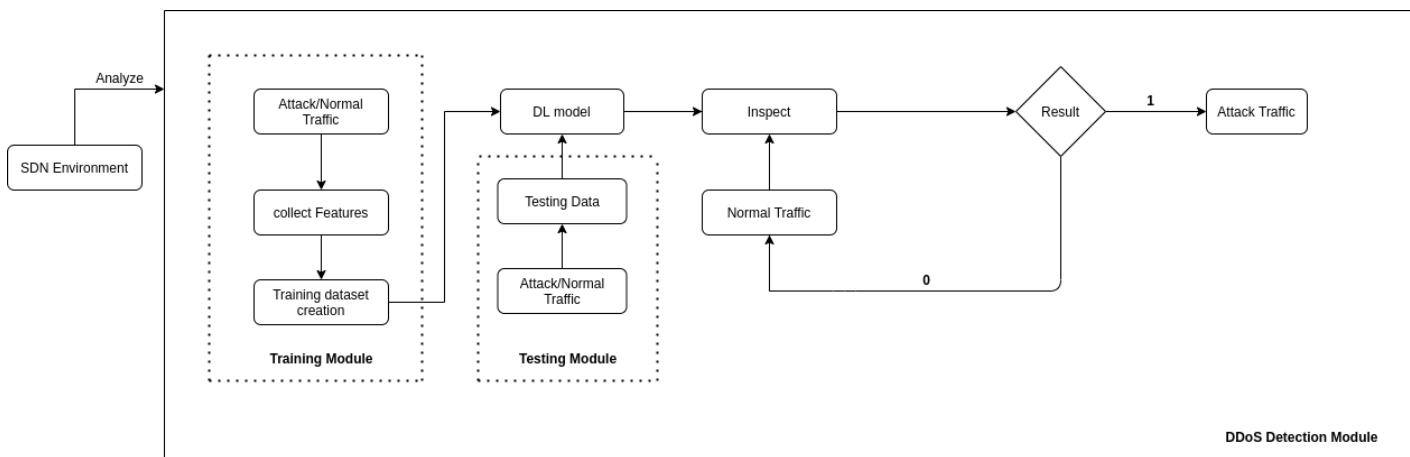 Analyze
SDN Environment
Attack/Normal
Traffic
collect Features
Training dataset
creation
Training Module
DL model
Testing Data
Attack/Normal
Traffic
Testing Module
Inspect
Normal Traffic
Result
1
Attack Traffic
0
DDoS Detection Module